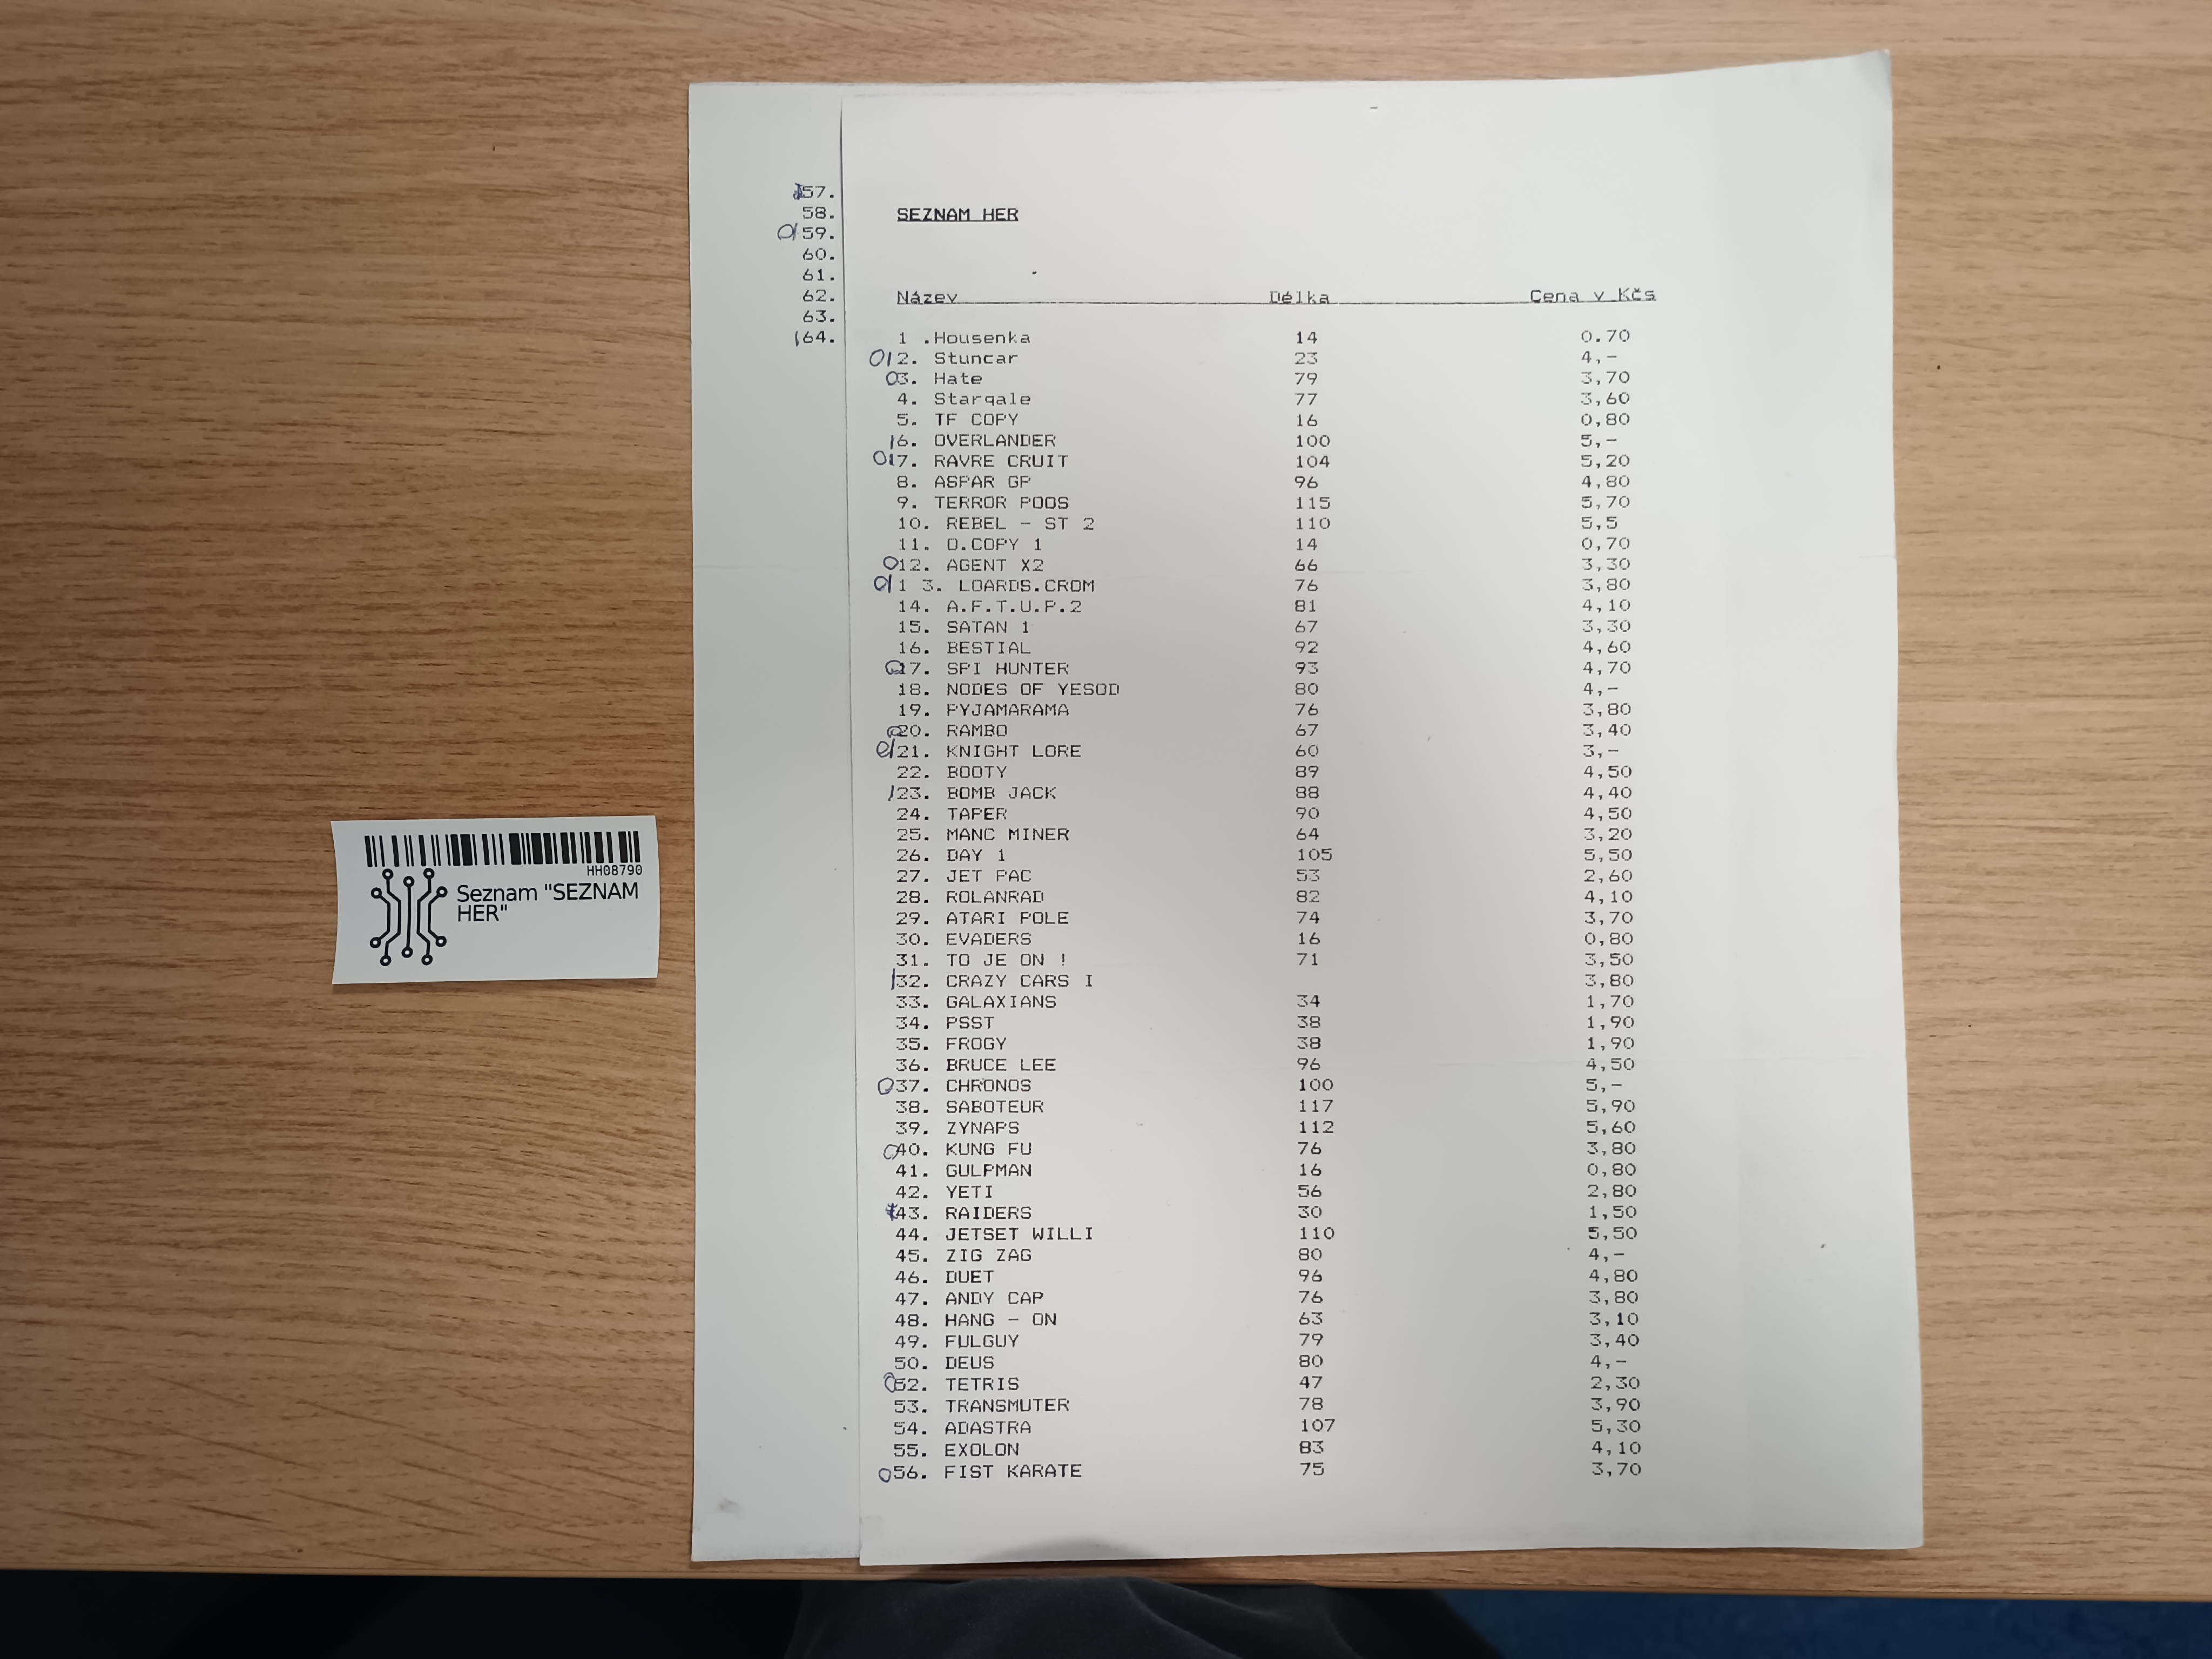 57.
58.
O/ 59.
60.
61.
62.
63.
64.
SEZNAM HER
Název Délka Cena v Kčs
1 .Housenka 14 0.70
O/2. Stuncar 23 4,-
O3. Hate 79 3,70
4. Starqale 77 3,60
5. TF COPY 16 0,80
/6. OVERLANDER 100 5,-
O/7. RAVRE CRUIT 104 5,20
8. ASPAR GP 96 4,80
9. TERROR POOS 115 5,70
10. REBEL - ST 2 110 5,5
11. O.COPY 1 14 0,70
O12. AGENT X2 66 3,30
O/1 3. LOARDS.CROM 76 3,80
14. A.F.T.U.P.2 81 4,10
15. SATAN 1 67 3,30
16. BESTIAL 92 4,60
O17. SPI HUNTER 93 4,70
18. NODES OF YESOD 80 4,-
19. PYJAMARAMA 76 3,80
O20. RAMBO 67 3,40
O/21. KNIGHT LORE 60 3,-
22. BOOTY 89 4,50
/23. BOMB JACK 88 4,40
24. TAPER 90 4,50
25. MANC MINER 64 3,20
26. DAY 1 105 5,50
27. JET PAC 53 2,60
28. ROLANRAD 82 4,10
29. ATARI POLE 74 3,70
30. EVADERS 16 0,80
31. TO JE ON ! 71 3,50
/32. CRAZY CARS I 3,80
33. GALAXIANS 34 1,70
34. PSST 38 1,90
35. FROGY 38 1,90
36. BRUCE LEE 96 4,50
O37. CHRONOS 100 5,-
38. SABOTEUR 117 5,90
39. ZYNAPS 112 5,60
O40. KUNG FU 76 3,80
41. GULPMAN 16 0,80
42. YETI 56 2,80
43. RAIDERS 30 1,50
44. JETSET WILLI 110 5,50
45. ZIG ZAG 80 4,-
46. DUET 96 4,80
47. ANDY CAP 76 3,80
48. HANG - ON 63 3,10
49. FULGUY 79 3,40
50. DEUS 80 4,-
O52. TETRIS 47 2,30
53. TRANSMUTER 78 3,90
54. ADASTRA 107 5,30
55. EXOLON 83 4,10
O56. FIST KARATE 75 3,70
HH08790
Seznam "SEZNAM
HER"